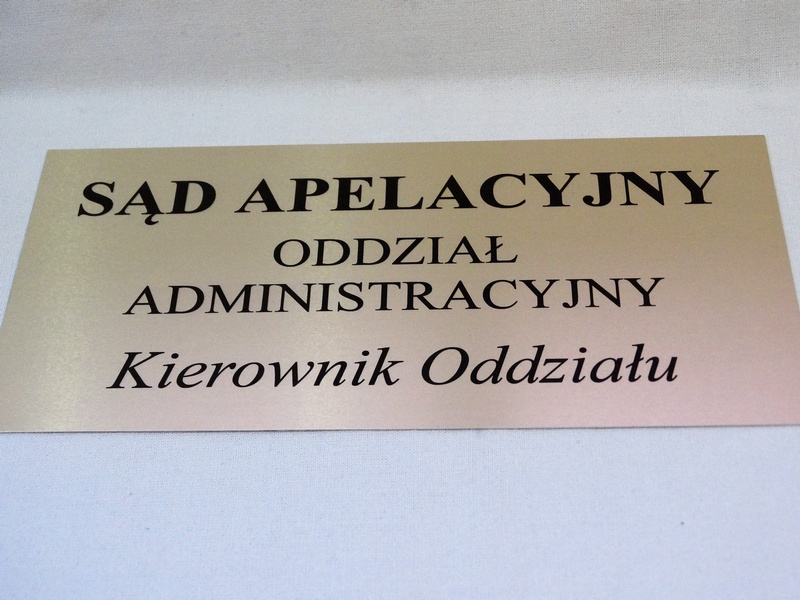 SĄD APELACYJNY
ODDZIAŁ
ADMINISTRACYJNY
Kierownik Oddziału